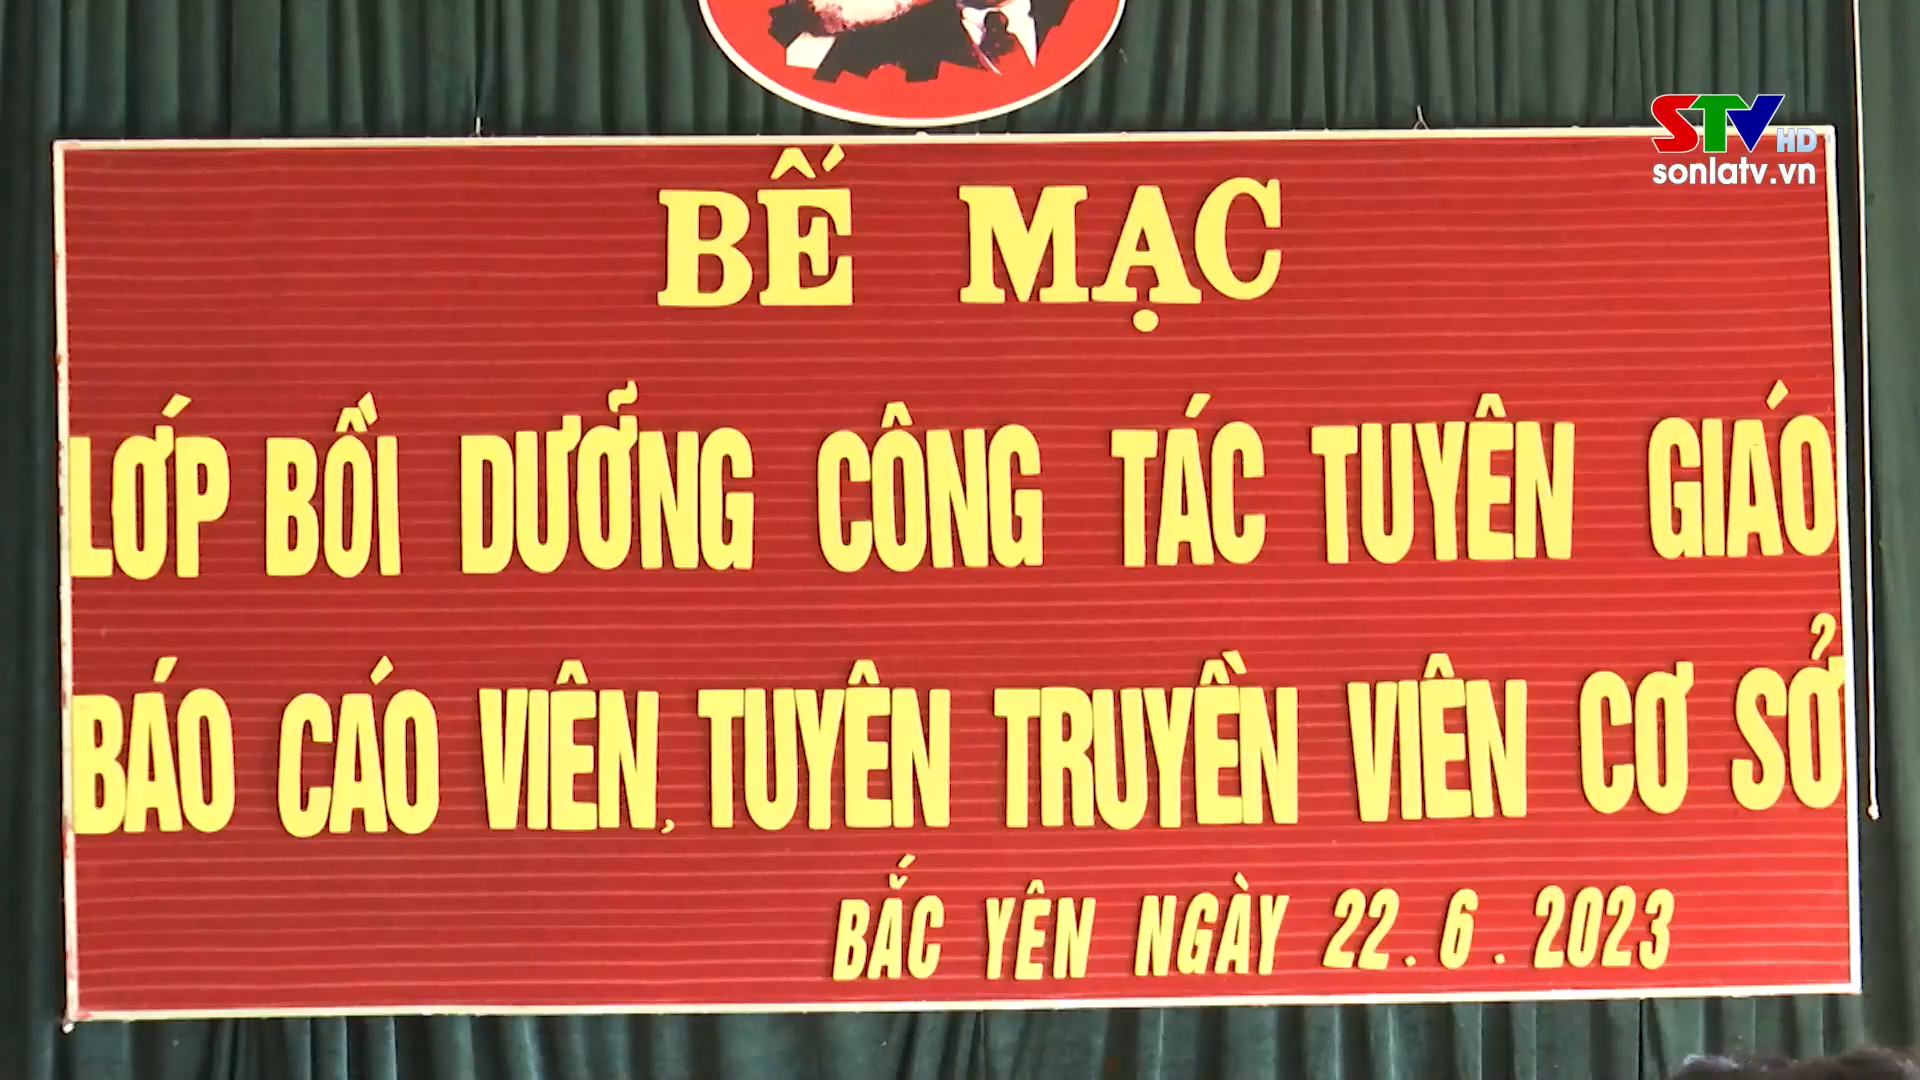 STV HD
sonlatv.vn
BẾ MẠC
LỚP BỒI DƯỠNG CÔNG TÁC TUYÊN GIÁO
BÁO CÁO VIÊN, TUYÊN TRUYỀN VIÊN CƠ SỞ
BẮC YÊN NGÀY 22.6.2023